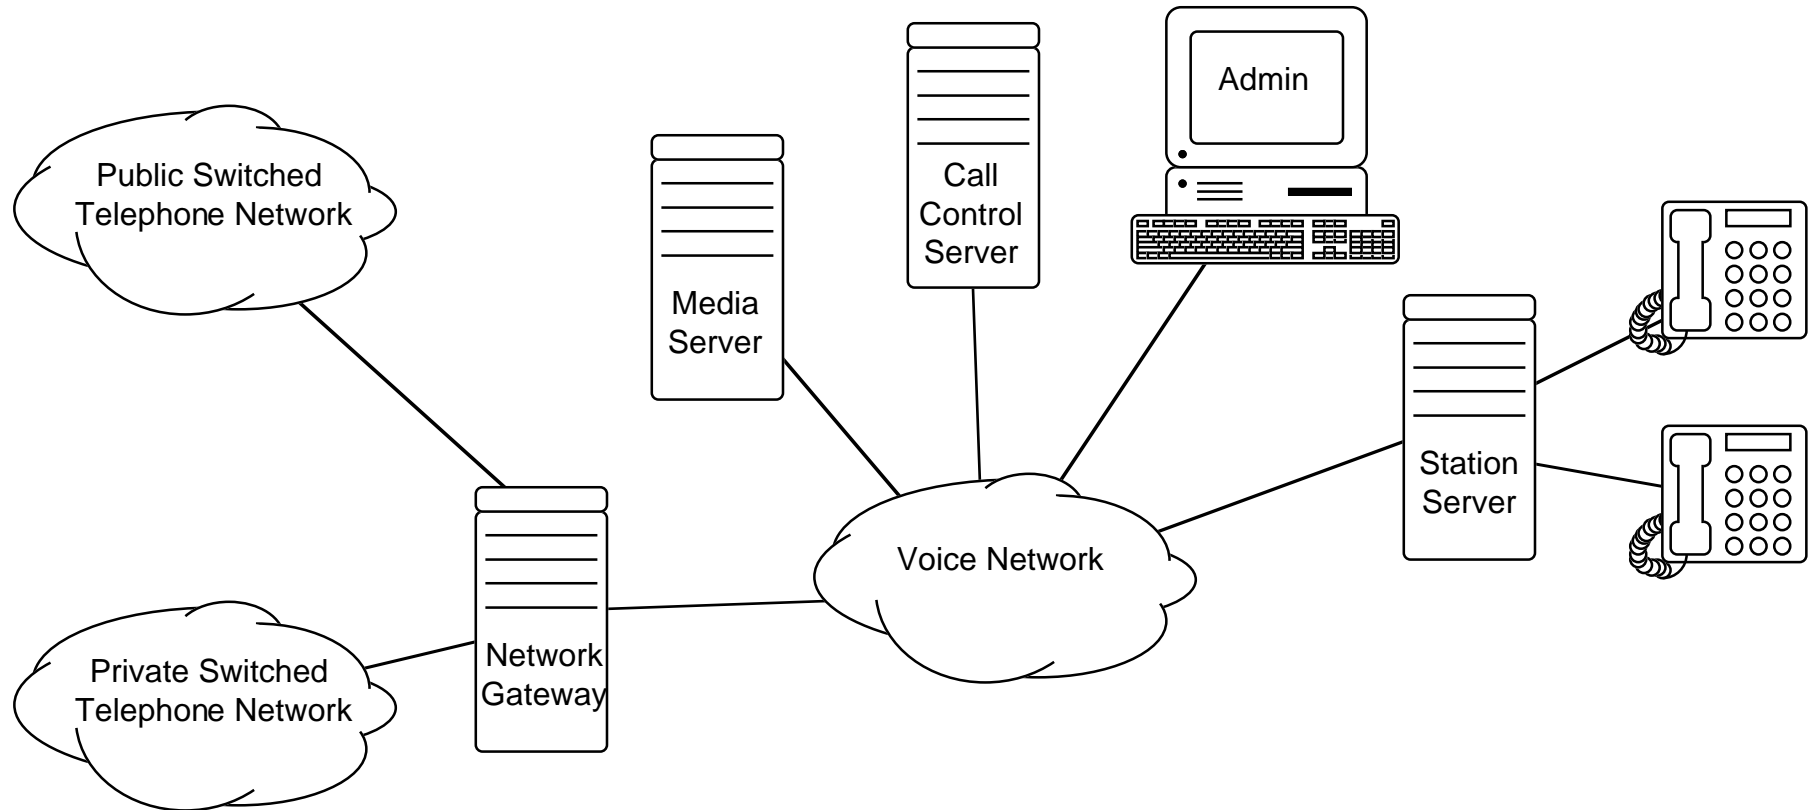 Public Switched
Telephone Network
Media
Server
Call
Control
Server
Admin
Station
Server
Voice Network
Network
Gateway
Private Switched
Telephone Network